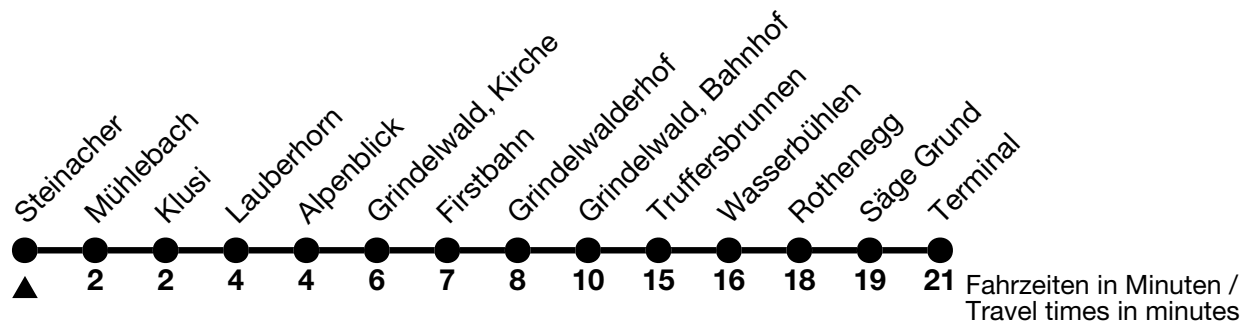 Steinacher
Mühlebach
Klusi
Lauberhorn
Alpenblick
Grindelwald, Kirche
Firstbahn
Grindelwalderhof
Grindelwald, Bahnhof
Truffersbrunnen
Wasserbühlen
Rothenegg
Säge Grund
Terminal
2 2 4 4 6 7 8 10 15 16 18 19 21
Fahrzeiten in Minuten /
Travel times in minutes